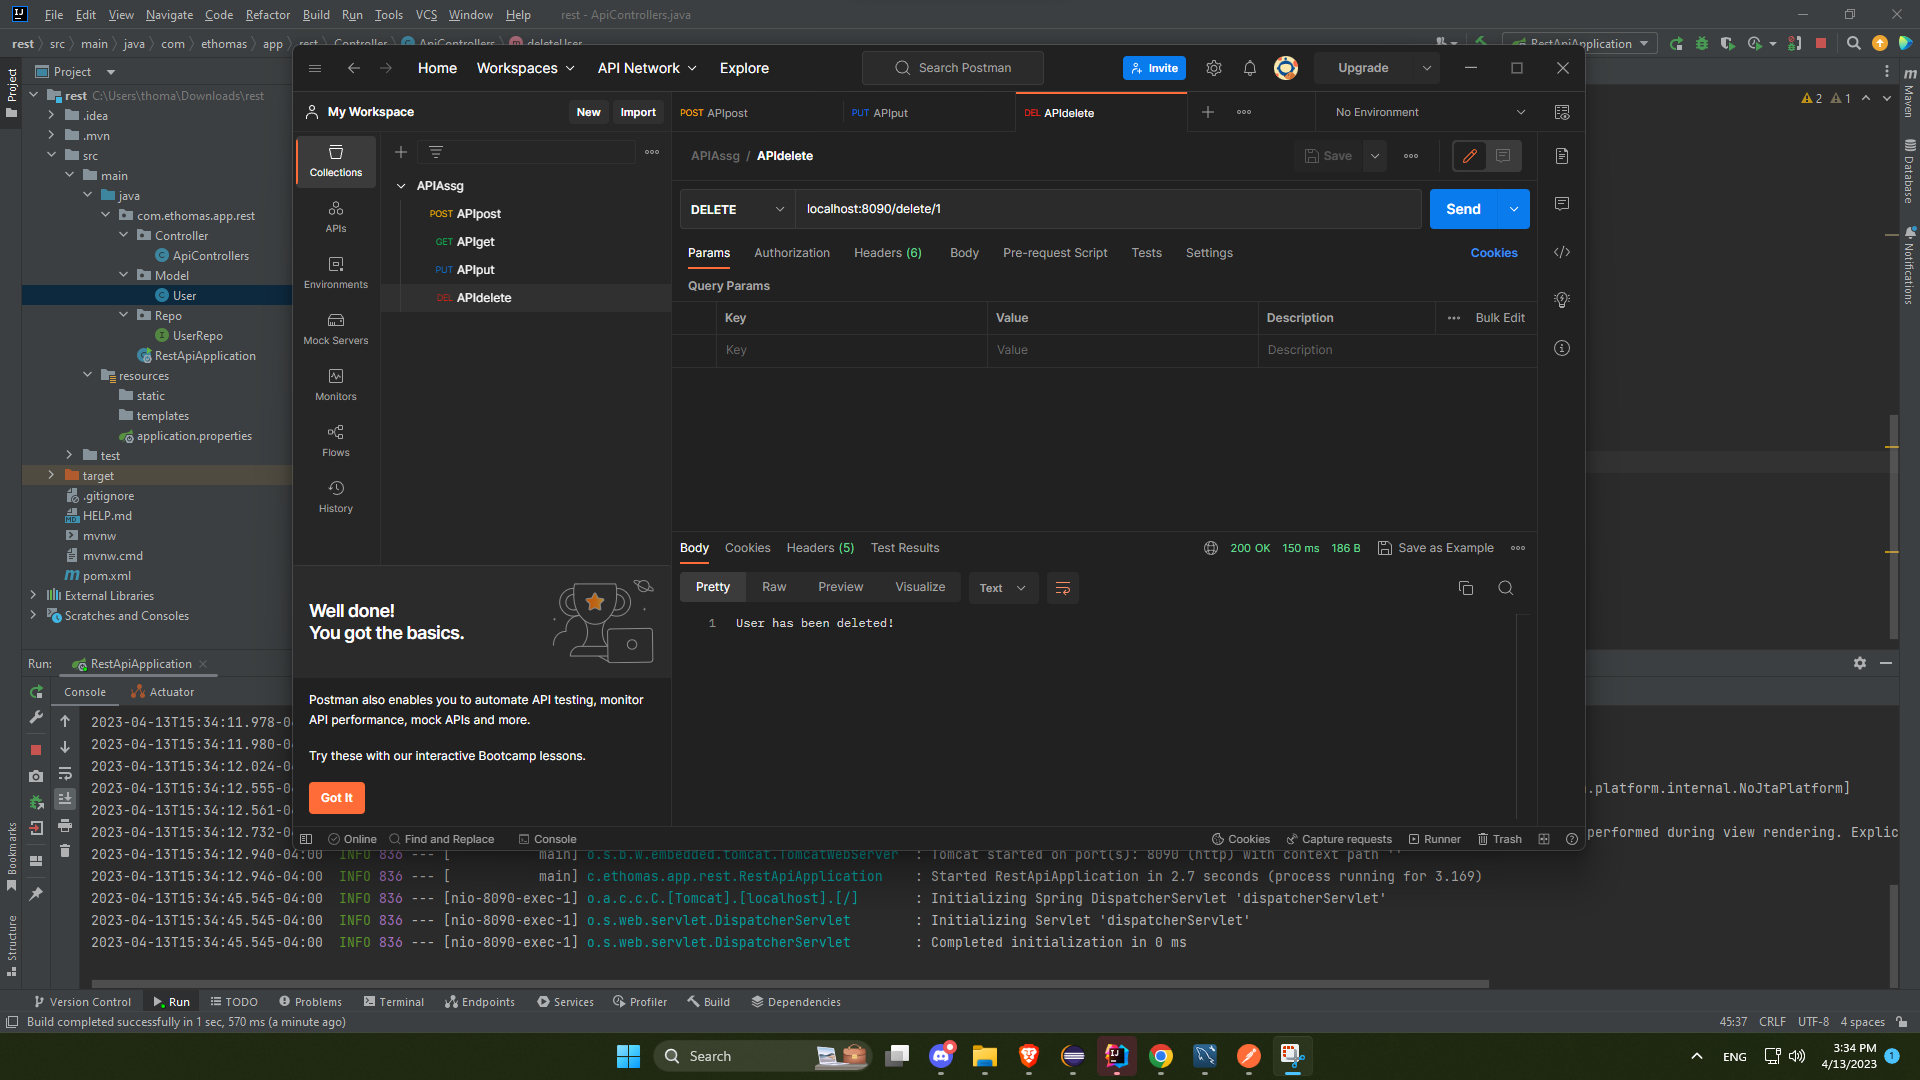 File Edit View Navigate Code Refactor Build Run Tools VCS Window Help rest - ApiControllers.java
rest src main java com ethomas app rest Controller ApiControllers deleteUser
RestApiApplication
Project
Project
rest C:\Users\thoma\Downloads\rest
.idea
.mvn
src
main
java
com.ethomas.app.rest
Controller
ApiControllers
Model
User
Repo
UserRepo
RestApiApplication
resources
static
templates
application.properties
test
target
.gitignore
HELP.md
mvnw
mvnw.cmd
pom.xml
External Libraries
Scratches and Consoles
2 1
Maven
Database
Notifications
Home Workspaces API Network Explore
Search Postman
Invite
Upgrade
My Workspace
New Import
POST APIpost
PUT APIput
DEL APIdelete
No Environment
Collections
APIs
Environments
Mock Servers
Monitors
Flows
History
APIAssg
POST APIpost
GET APIget
PUT APIput
DEL APIdelete
APIAssg / APIdelete
Save
DELETE localhost:8090/delete/1 Send
Params Authorization Headers (6) Body Pre-request Script Tests Settings Cookies
Query Params
Key Value Description Bulk Edit
Key Value Description
Body Cookies Headers (5) Test Results 200 OK 150 ms 186 B Save as Example
Pretty Raw Preview Visualize Text
1 User has been deleted!
Well done!
You got the basics.
Postman also enables you to automate API testing, monitor
API performance, mock APIs and more.
Try these with our interactive Bootcamp lessons.
Got It
Online Find and Replace Console Cookies Capture requests Runner Trash
Run: RestApiApplication
Console Actuator
2023-04-13T15:34:11.978-0
2023-04-13T15:34:11.980-0
2023-04-13T15:34:12.024-0
2023-04-13T15:34:12.555-0 .platform.internal.NoJtaPlatform]
2023-04-13T15:34:12.561-0
2023-04-13T15:34:12.732-0 performed during view rendering. Explic
2023-04-13T15:34:12.940-04:00 INFO 836 --- [ main] o.s.b.w.embedded.tomcat.TomcatWebServer : Tomcat started on port(s): 8090 (http) with context path ''
2023-04-13T15:34:12.946-04:00 INFO 836 --- [ main] c.ethomas.app.rest.RestApiApplication : Started RestApiApplication in 2.7 seconds (process running for 3.169)
2023-04-13T15:34:45.545-04:00 INFO 836 --- [nio-8090-exec-1] o.a.c.c.C.[Tomcat].[localhost].[/] : Initializing Spring DispatcherServlet 'dispatcherServlet'
2023-04-13T15:34:45.545-04:00 INFO 836 --- [nio-8090-exec-1] o.s.web.servlet.DispatcherServlet : Initializing Servlet 'dispatcherServlet'
2023-04-13T15:34:45.545-04:00 INFO 836 --- [nio-8090-exec-1] o.s.web.servlet.DispatcherServlet : Completed initialization in 0 ms
Bookmarks
Structure
Version Control Run TODO Problems Terminal Endpoints Services Profiler Build Dependencies
Build completed successfully in 1 sec, 570 ms (a minute ago) 45:37 CRLF UTF-8 4 spaces
Search
ENG
3:34 PM
4/13/2023
1